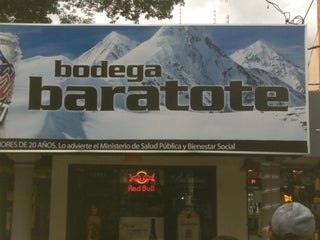 bodega
baratote
ORES DE 20 AÑOS. Lo advierte el Ministerio de Salud Pública y Bienestar Social
Red Bull